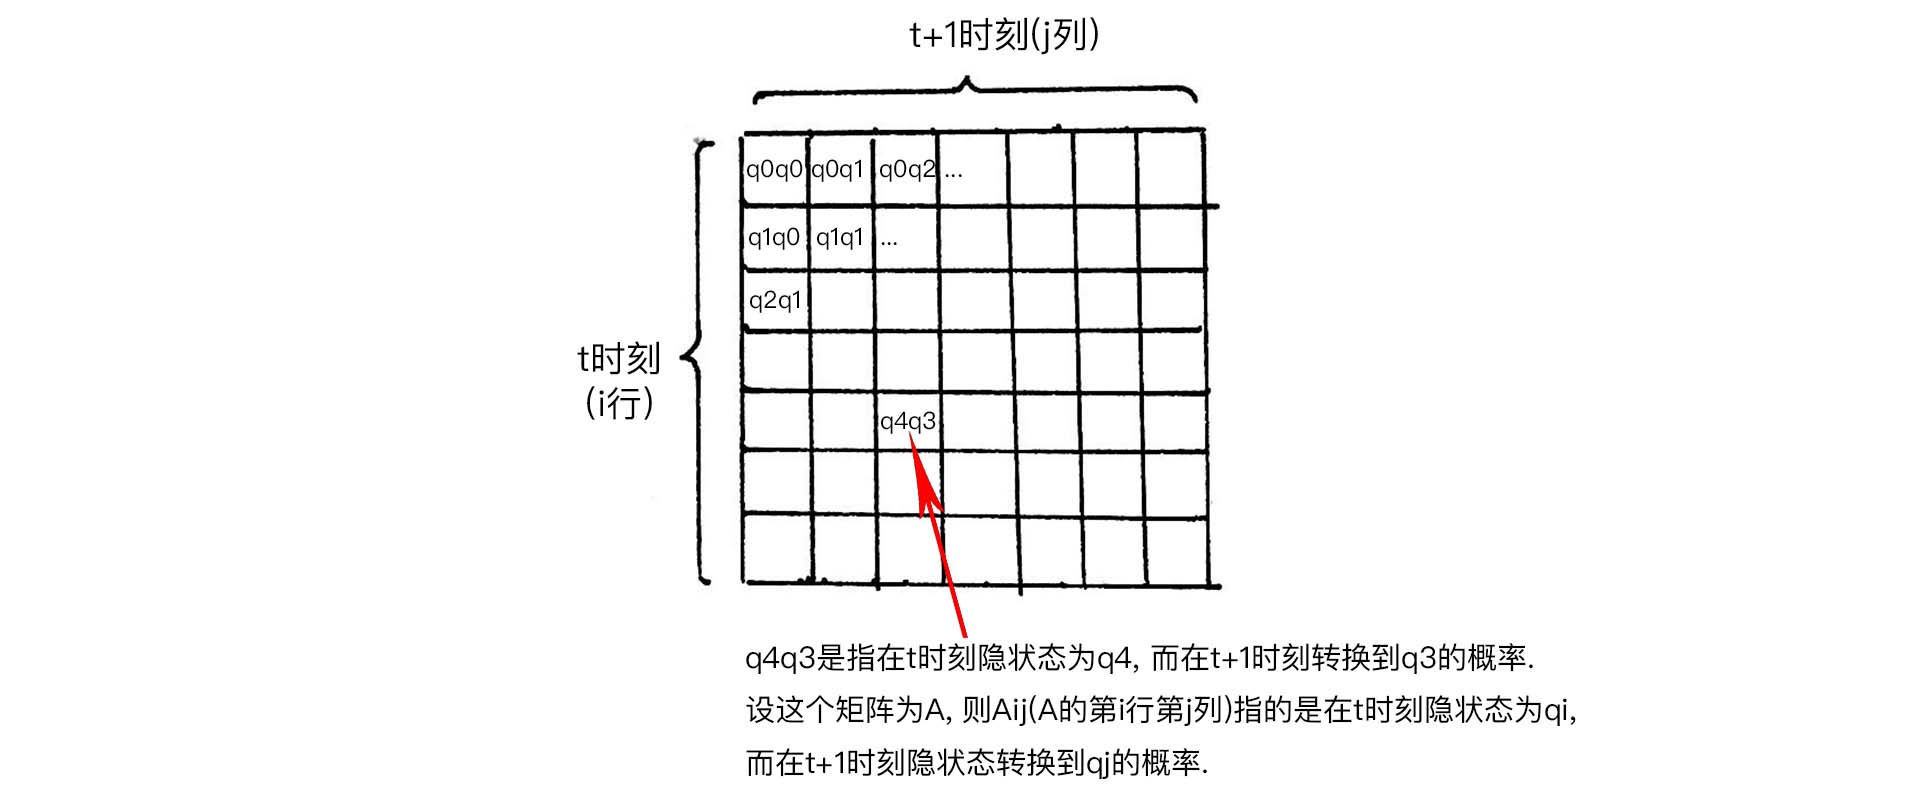 t+1时刻(j列)
q0q0 q0q1 q0q2 ...
q1q0 q1q1 ...
q2q1
t时刻
(i行)
q4q3
q4q3是指在t时刻隐状态为q4, 而在t+1时刻转换到q3的概率.
设这个矩阵为A, 则Aij(A的第i行第j列)指的是在t时刻隐状态为qi,
而在t+1时刻隐状态转换到qj的概率.